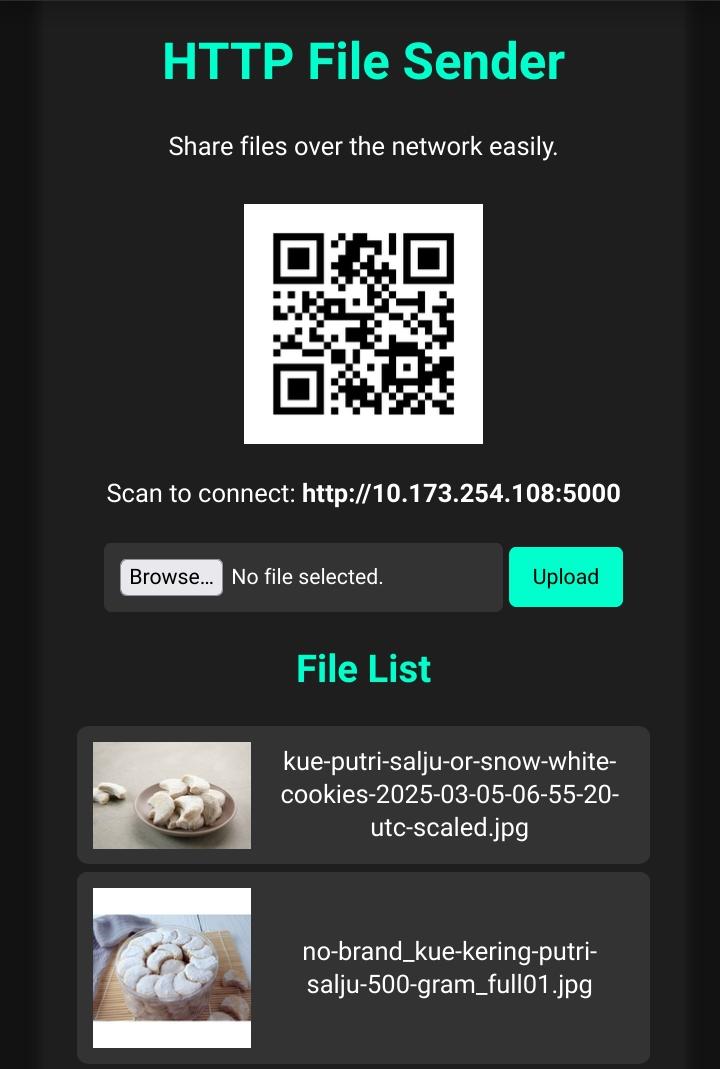 HTTP File Sender
Share files over the network easily.
Scan to connect: http://10.173.254.108:5000
Browse... No file selected. Upload
File List
kue-putri-salju-or-snow-white-
cookies-2025-03-05-06-55-20-
utc-scaled.jpg
no-brand_kue-kering-putri-
salju-500-gram_full01.jpg